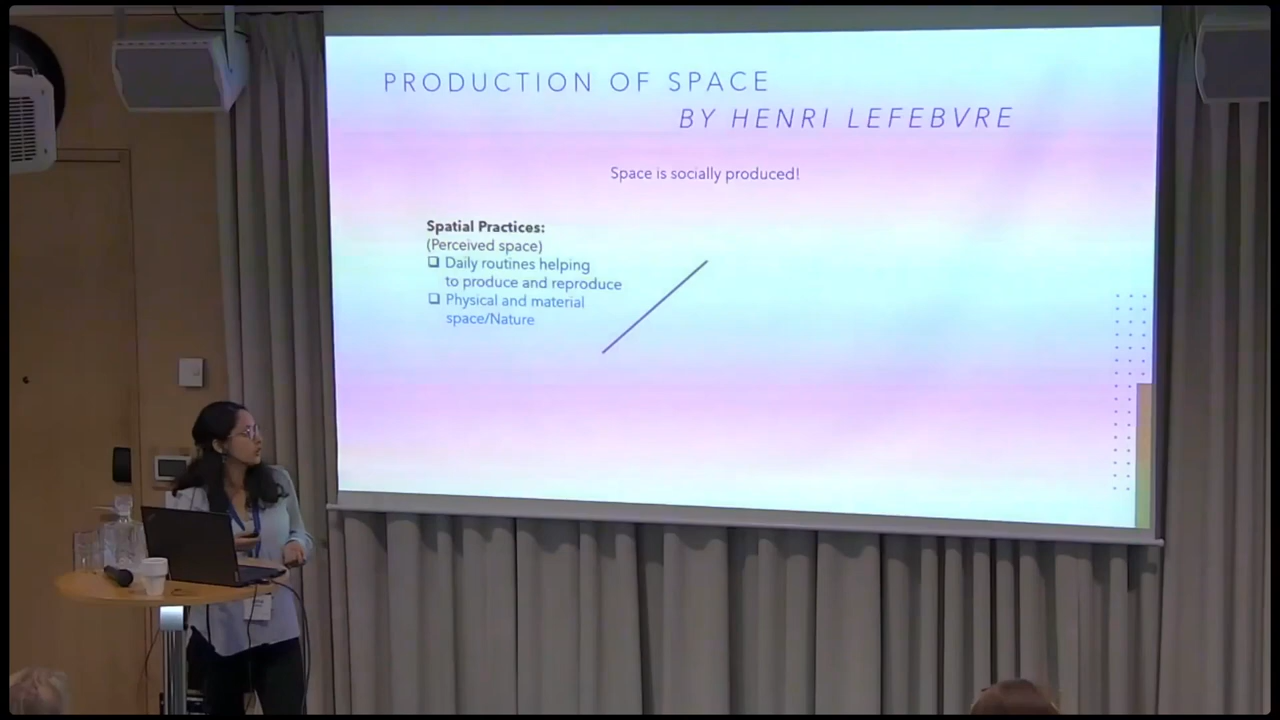 PRODUCTION OF SPACE
BY HENRI LEFEBVRE
Space is socially produced!
Spatial Practices:
(Perceived space)
❑ Daily routines helping
to produce and reproduce
❑ Physical and material
space/Nature